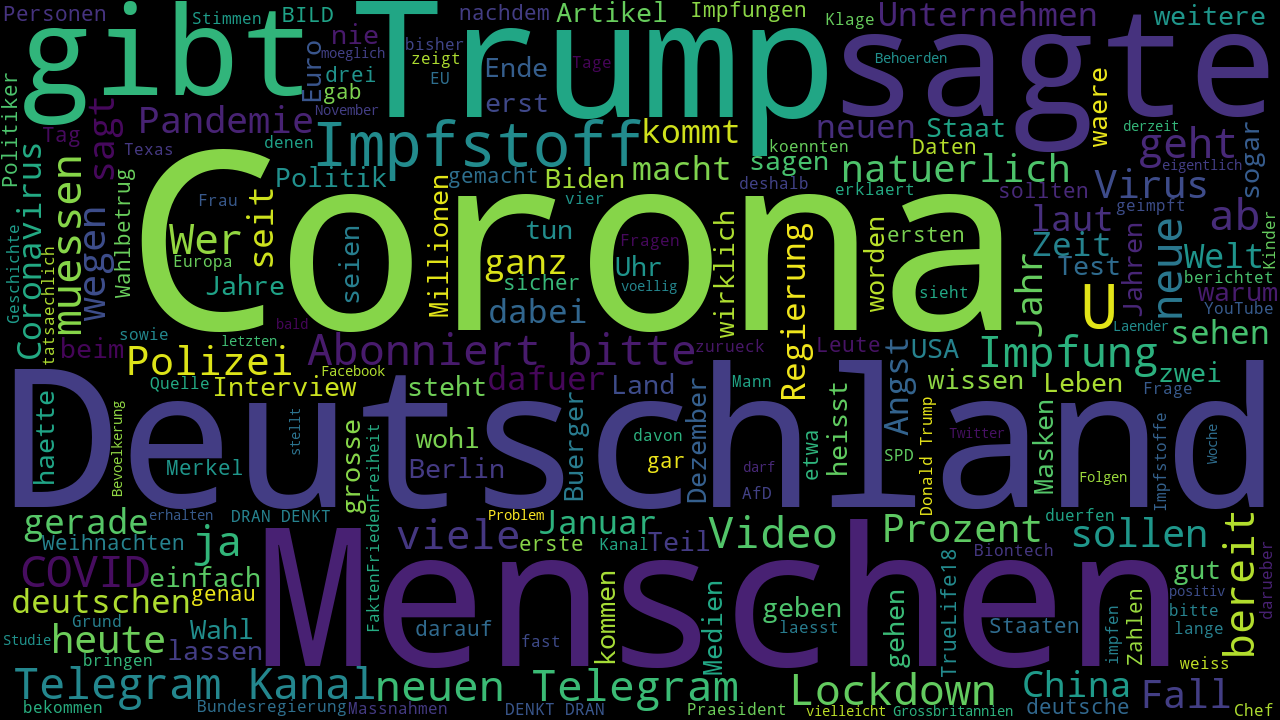 Personen
Stimmen
BILD
nachdem
Artikel
Impfungen
Klage
Unternehmen
weitere
gibt
Trump
sagte
Euro
nie
moeglich
bisher
zeigt
EU
Ende
Tage
Behoerden
drei
gab
erst
November
Politiker
Tag
sagt
Pandemie
Texas
denen
Impfstoff
kommt
koennten
neuen
Staat
Daten
waere
derzeit
geht
eigentlich
sogar
Politik
gemacht
Biden
macht
sagen
natuerlich
deshalb
erklaert
sollten
Virus
geimpft
vier
Coronavirus
Geschichte
muessen
wegen
Wahlbetrug
Frau
Wer
seit
Corona
Europa
Jahre
seien
Millionen
tun
ganz
Uhr
Fragen
sicher
voellig
dabei
wirklich
Regierung
worden
ersten
sieht
Jahr
laut
Zeit
Test
Jahren
neue
ab
Welt
Kinder
berichtet
warum
YouTube
U
Laender
sehen
tatsaechlich
sowie
beim
bald
letzten
Polizei
Abonniert bitte
zurueck
Leute
Angst
USA
Impfung
zwei
Facebook
Quelle
Interview
steht
dafuer
Land
Mann
wissen
Leben
Frage
Deutschland
haette
Bevoelkerung
Merkel
stellt
grosse
FaktenFriedenFreiheit
wohl
Berlin
Buerger
davon
gar
Dezember
darf
AfD
etwa
heisst
SPD
Donald Trump
Twitter
Masken
Folgen
Impfstoffe
Woche
gerade
erhalten
DRAN DENKT
Problem
Januar
Weihnachten
ja
viele
erste
Kanal
Teil
Video
Prozent
duerfen
sollen
Biontech
bereit
darueber
COVID
einfach
genau
Menschen
gut
positiv
deutschen
Grund
Wahl
darauf
fast
kommen
Medien
geben
laesst
gehen
TrueLife18
Staaten
impfen
Zahlen
bitte
lange
Studie
heute
bringen
lassen
weiss
Telegram Kanal
neuen Telegram
Lockdown
China
deutsche
Fall
bekommen
Bundesregierung
Massnahmen
DENKT DRAN
Praesident
vielleicht
Grossbritannien
Chef